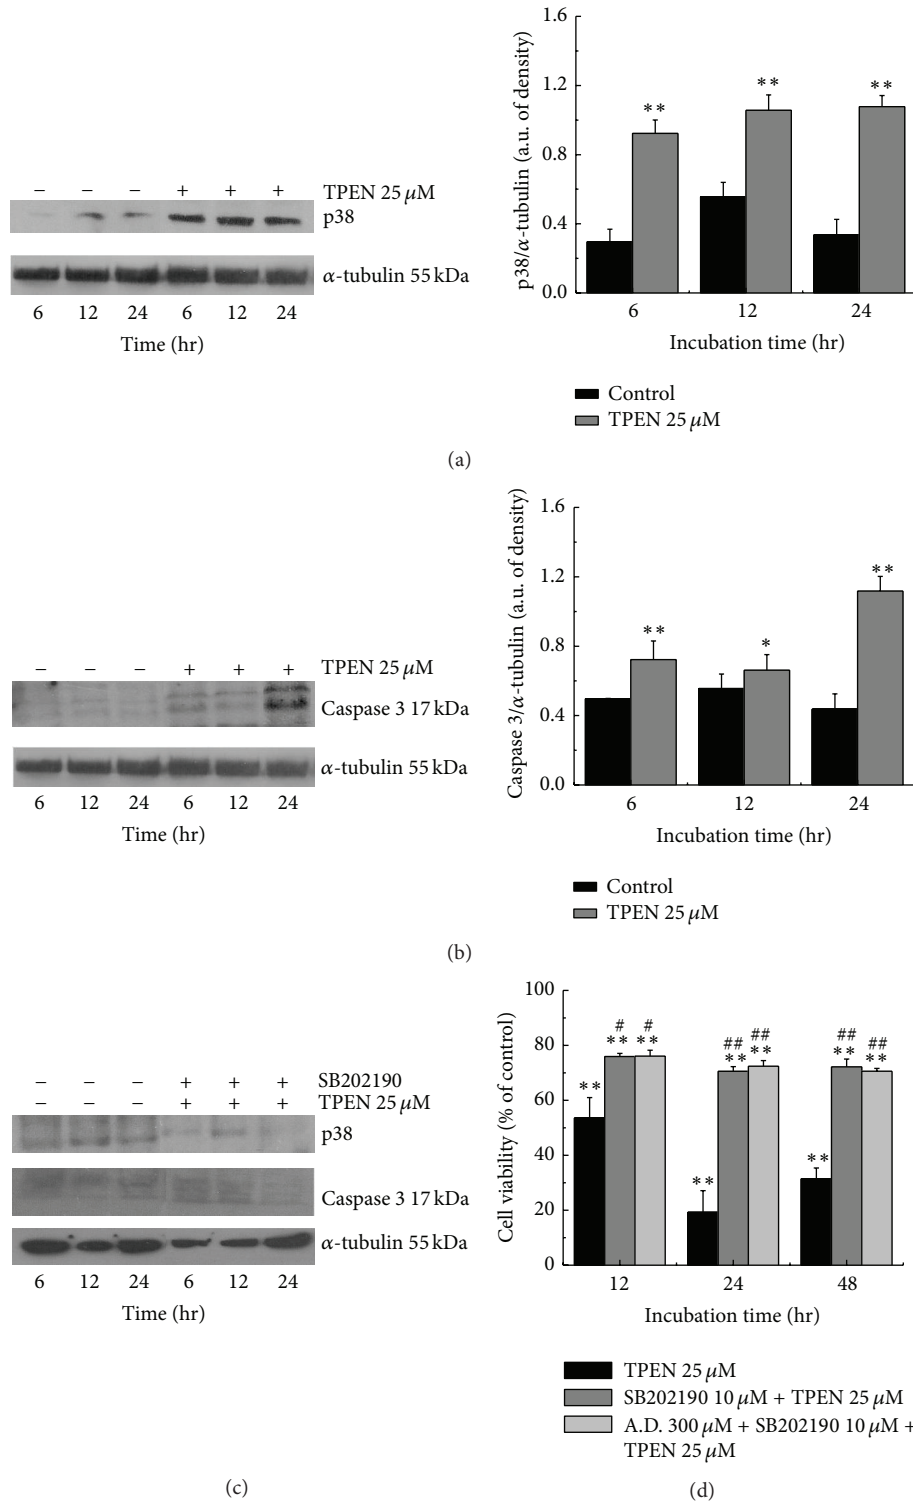 − − − + + + TPEN 25 μM
p38
α-tubulin 55 kDa
6 12 24 6 12 24
Time (hr)
p38/α-tubulin (a.u. of density)
1.6
1.2
0.8
0.4
0.0
** ** **
6 12 24
Incubation time (hr)
Control
TPEN 25 μM
(a)
− − − + + + TPEN 25 μM
Caspase 3 17 kDa
α-tubulin 55 kDa
6 12 24 6 12 24
Time (hr)
Caspase 3/α-tubulin (a.u. of density)
1.6
1.2
0.8
0.4
0.0
** * **
6 12 24
Incubation time (hr)
Control
TPEN 25 μM
(b)
− − − + + + SB202190
− − − + + + TPEN 25 μM
p38
Caspase 3 17 kDa
α-tubulin 55 kDa
6 12 24 6 12 24
Time (hr)
(c)
Cell viability (% of control)
100
80
60
40
20
0
# # ## ## ## ##
** ** ** ** ** ** ** ** **
12 24 48
Incubation time (hr)
TPEN 25 μM
SB202190 10 μM + TPEN 25 μM
A.D. 300 μM + SB202190 10 μM +
TPEN 25 μM
(d)